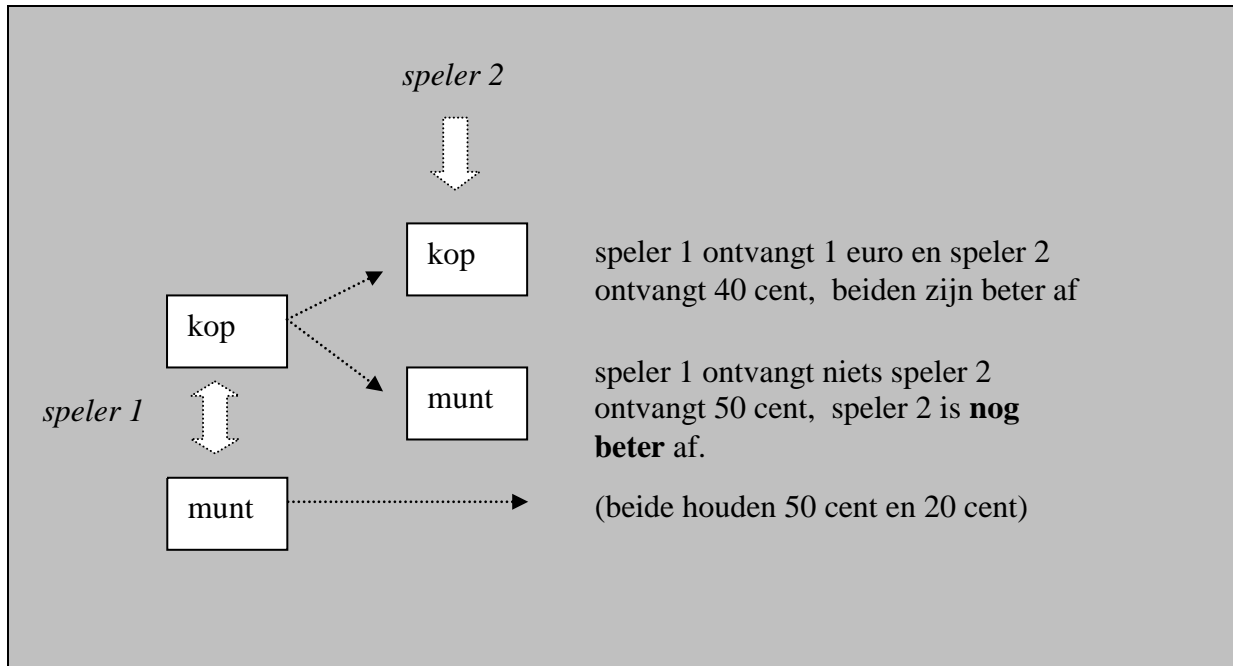 speler 2
kop
speler 1 ontvangt 1 euro en speler 2
ontvangt 40 cent, beiden zijn beter af
kop
speler 1 ontvangt niets speler 2
ontvangt 50 cent, speler 2 is nog
beter af.
munt
speler 1
munt
(beide houden 50 cent en 20 cent)